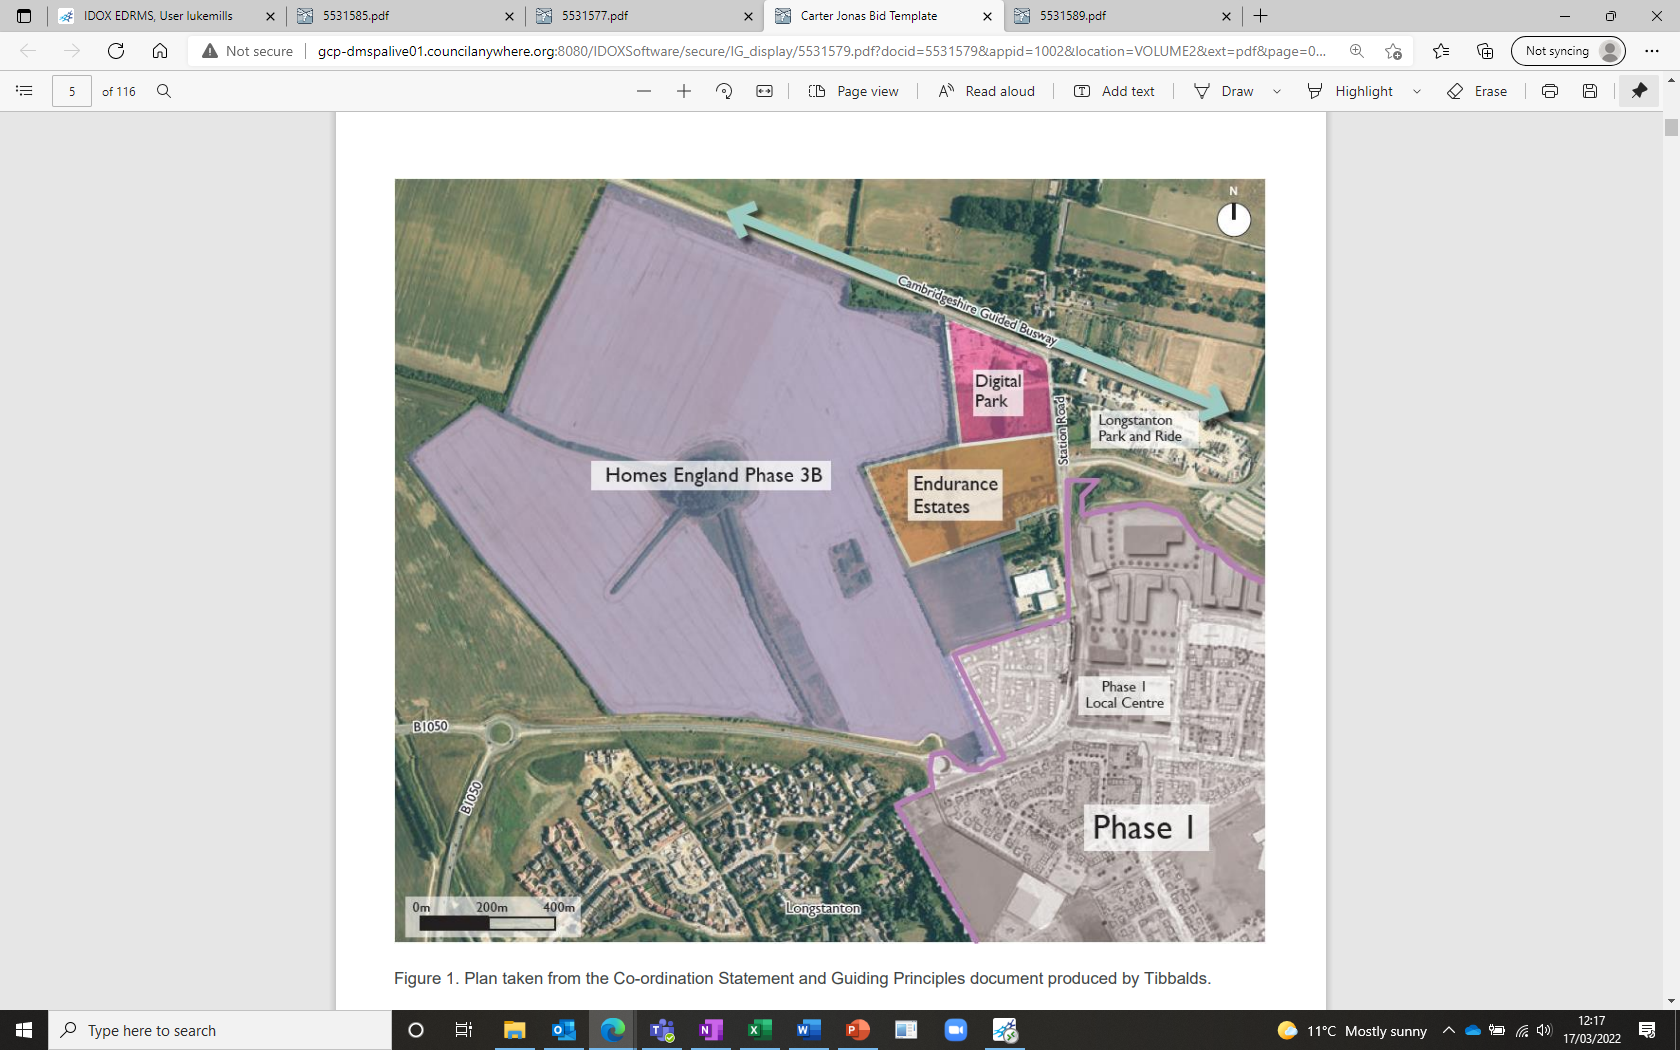 IDOX EDRMS, User lukemills
5531585.pdf
5531577.pdf
Carter Jonas Bid Template
5531589.pdf
Not secure
gcp-dmspalive01.councilanywhere.org:8080/IDOXSoftware/secure/IG_display/5531579.pdf?docid=5531579&appid=1002&location=VOLUME2&ext=pdf&page=0...
Not syncing
5 of 116
Page view
Read aloud
Add text
Draw
Highlight
Erase
N
Cambridgeshire Guided Busway
Digital
Park
Station Road
Longstanton
Park and Ride
Homes England Phase 3B
Endurance
Estates
Phase 1
Local Centre
B1050
B1050
Phase 1
0m 200m 400m
Longstanton
Figure 1. Plan taken from the Co-ordination Statement and Guiding Principles document produced by Tibbalds.
Type here to search
11°C Mostly sunny
12:17
17/03/2022